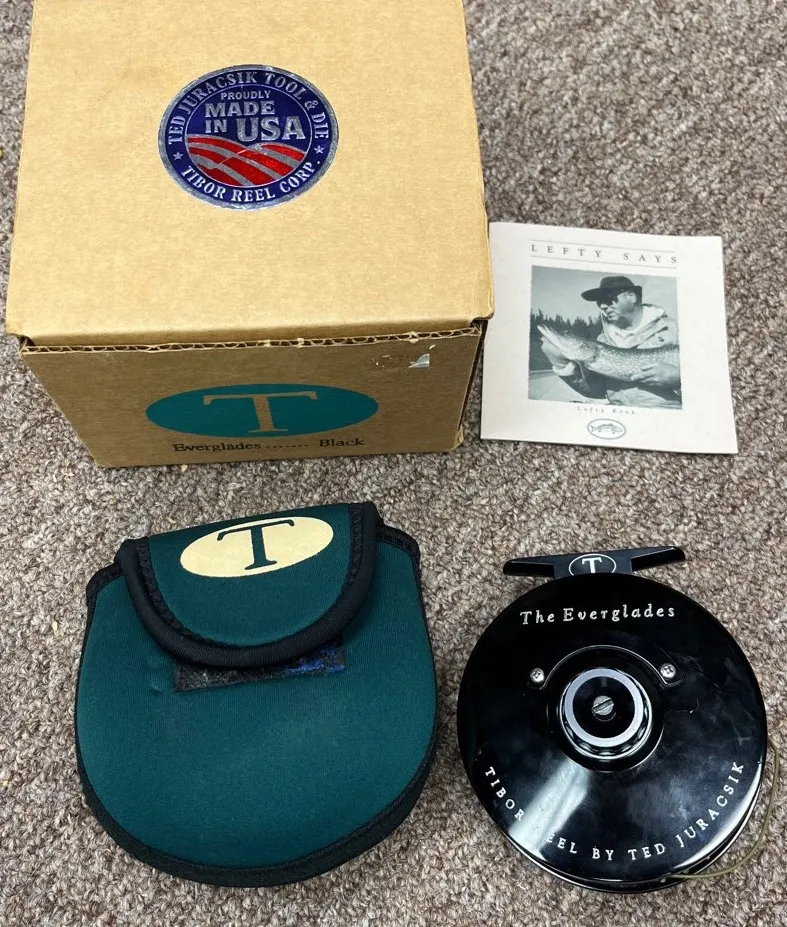 TED JURACSIK TOOL & DIE
PROUDLY
MADE
IN USA
TIBOR REEL CORP.
T
Everglades ....... Black
LEFTY SAYS
Lefty Kreh
T
T
The Everglades
TIBOR REEL BY TED JURACSIK